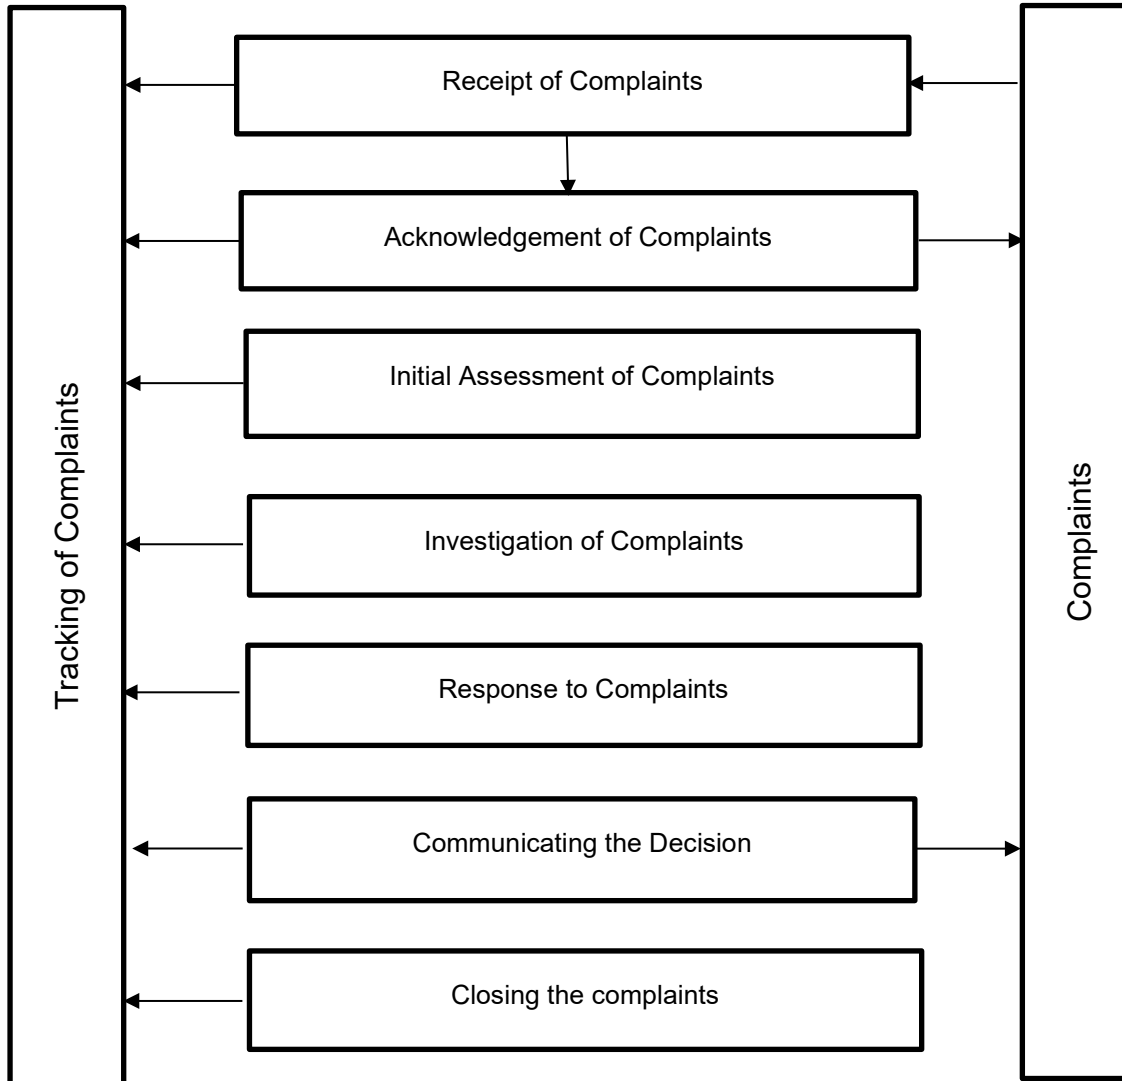 Receipt of Complaints
Acknowledgement of Complaints
Initial Assessment of Complaints
Investigation of Complaints
Response to Complaints
Communicating the Decision
Closing the complaints
Tracking of Complaints
Complaints